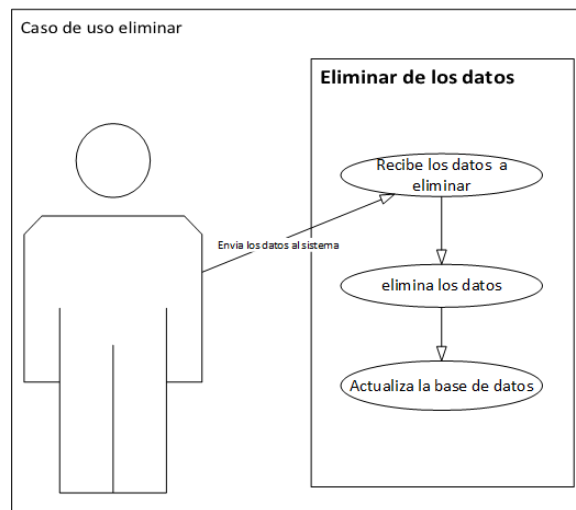 Caso de uso eliminar
Eliminar de los datos
Recibe los datos a
eliminar
Envia los datos al sistema
elimina los datos
Actualiza la base de datos